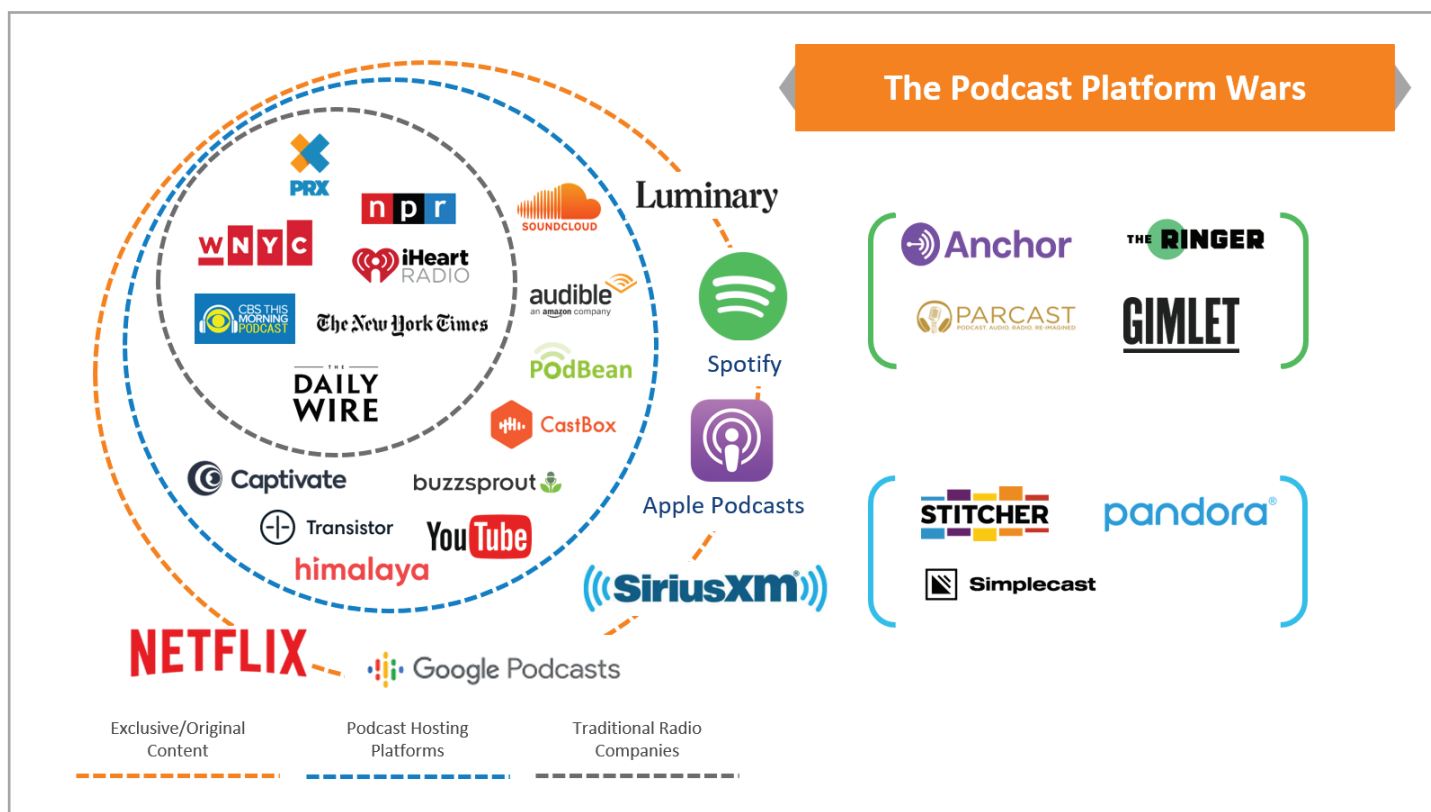 The Podcast Platform Wars
PRX
npr
WNYC
iHeart
RADIO
CBS THIS
MORNING
PODCAST
The New York Times
THE
DAILY
WIRE
SOUNDCLOUD
audible
an amazon company
PodBean
CastBox
Captivate
buzzsprout
Transistor
YouTube
himalaya
Luminary
Spotify
Apple Podcasts
SiriusXm
NETFLIX
Google Podcasts
Anchor
THE RINGER
PARCAST
PODCAST. AUDIO. RADIO. RE-IMAGINED
GIMLET
STITCHER
pandora®
Simplecast
Exclusive/Original
Content
Podcast Hosting
Platforms
Traditional Radio
Companies